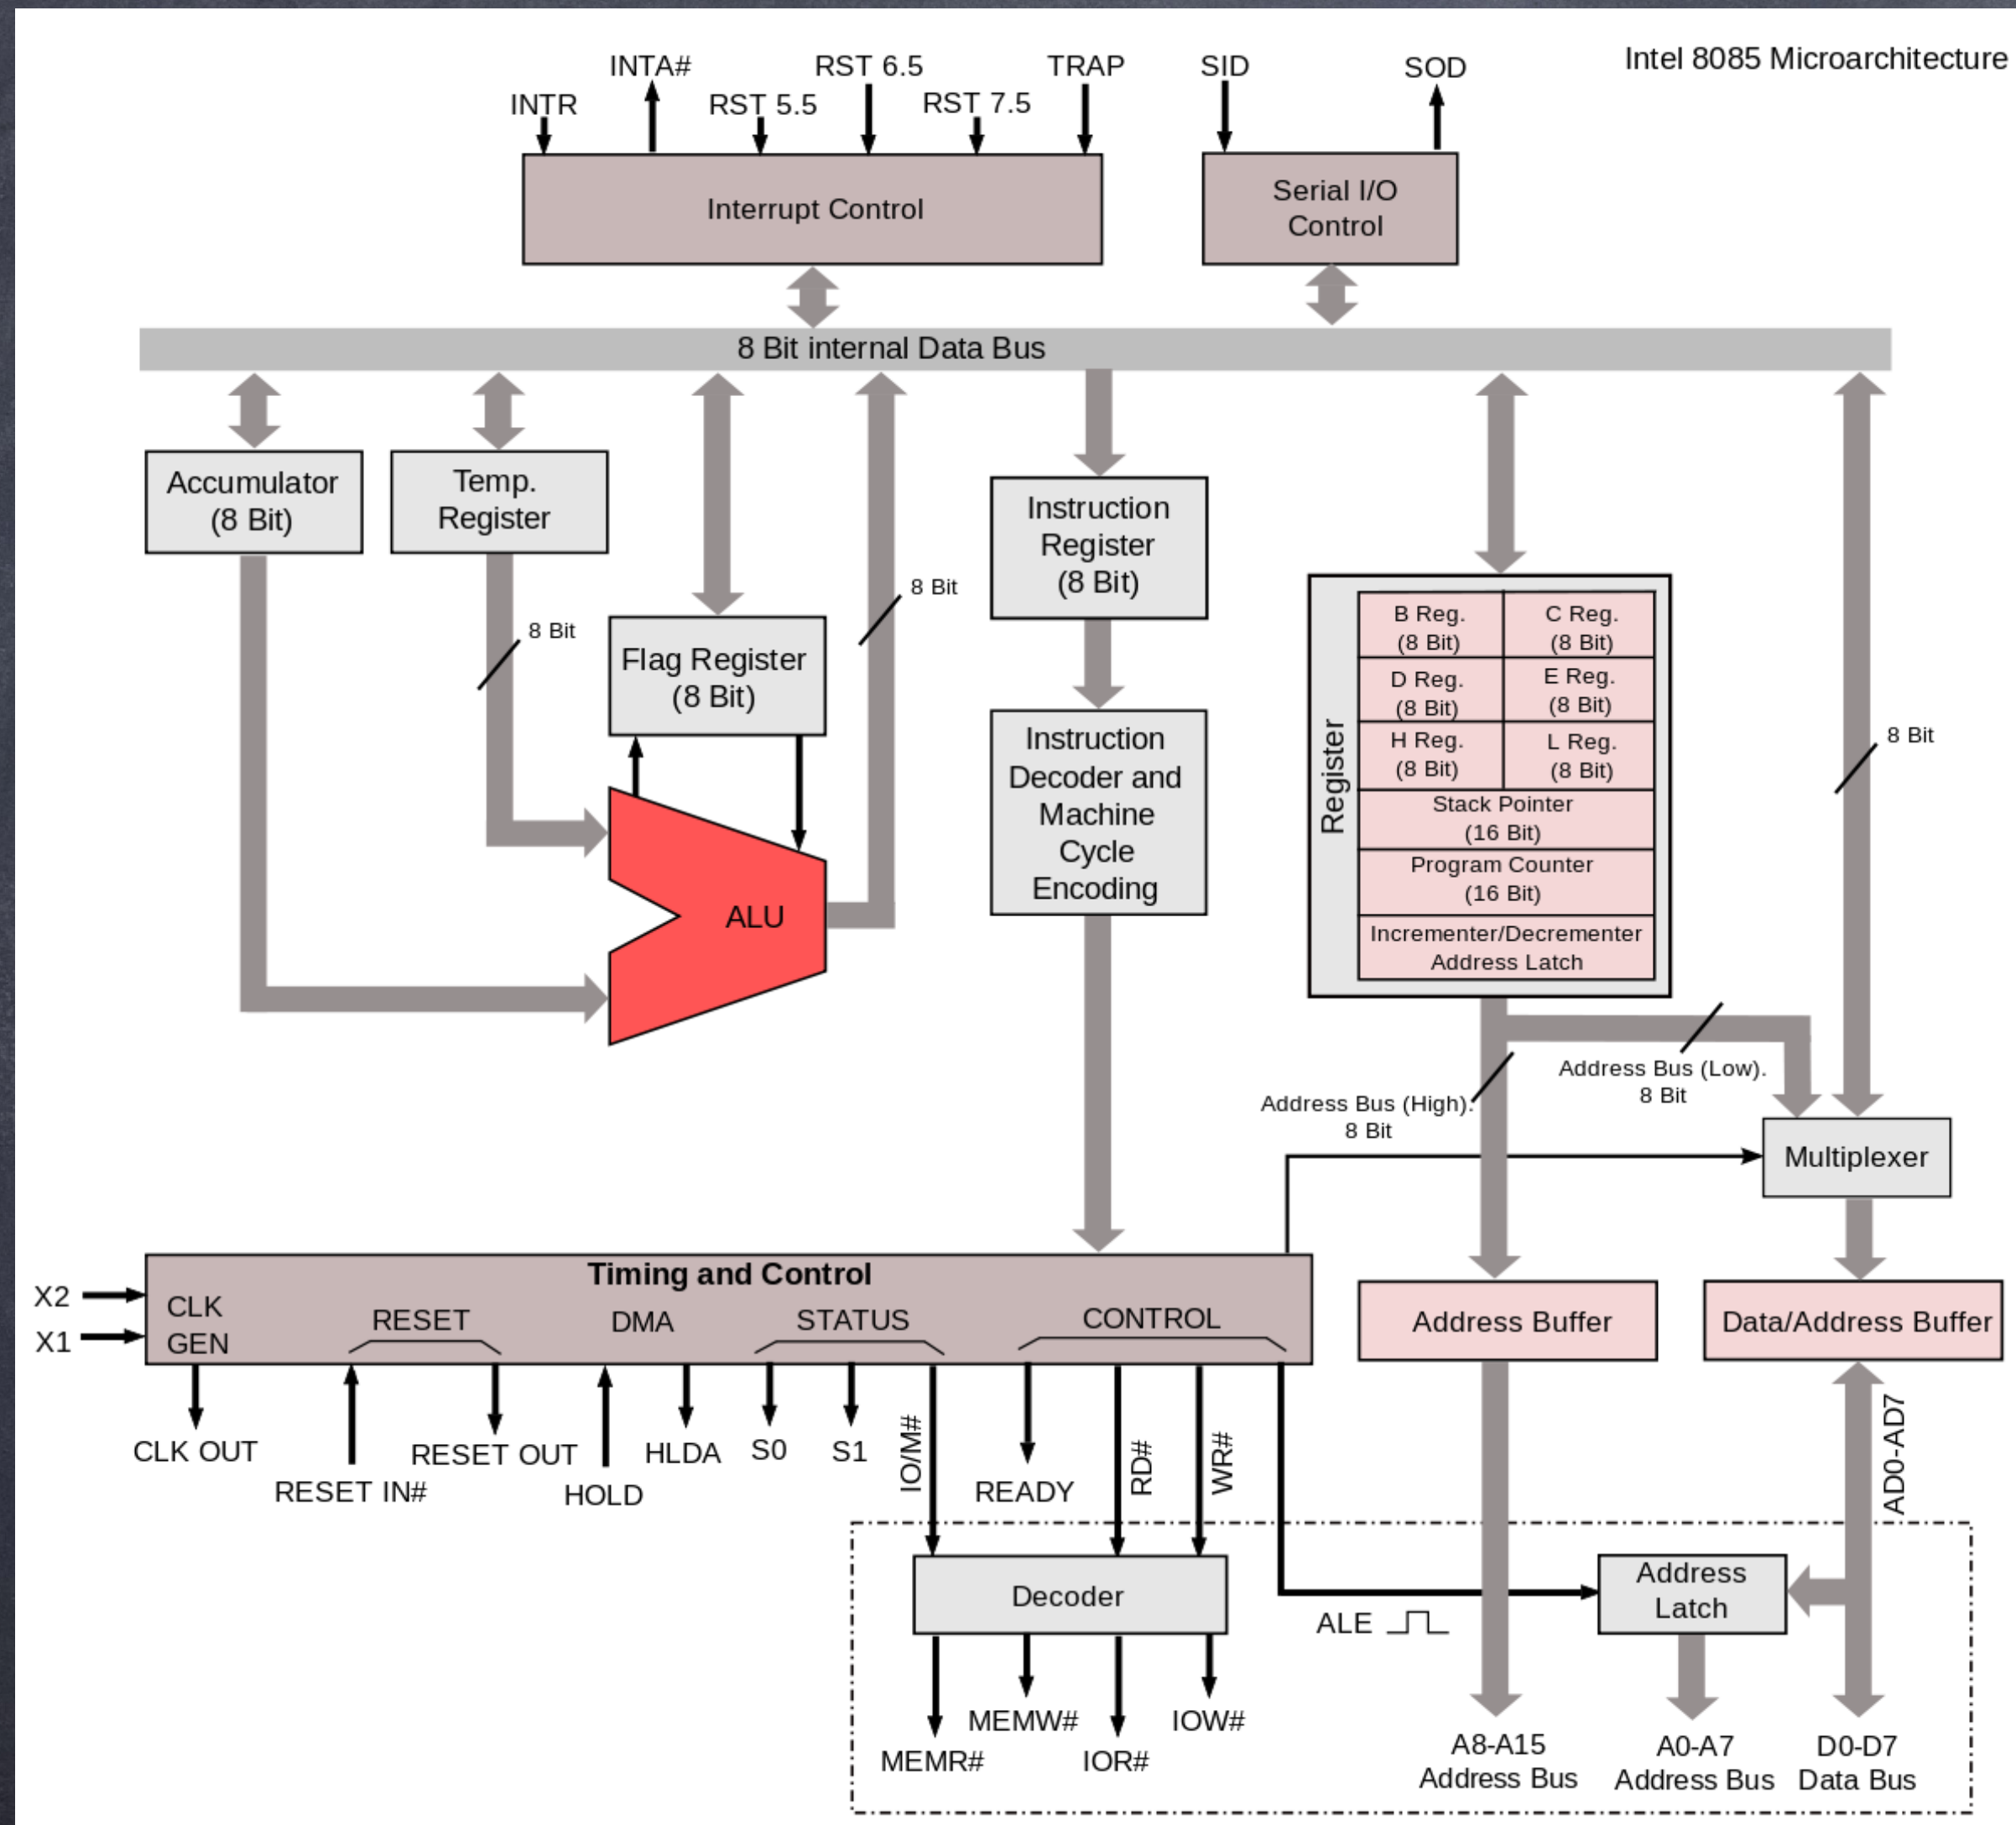 Intel 8085 Microarchitecture
INTA#
RST 6.5
TRAP
SID
SOD
INTR
RST 5.5
RST 7.5
Interrupt Control
Serial I/O
Control
8 Bit internal Data Bus
Accumulator
(8 Bit)
Temp.
Register
Instruction
Register
(8 Bit)
8 Bit
8 Bit
Flag Register
(8 Bit)
B Reg.
(8 Bit)
C Reg.
(8 Bit)
D Reg.
(8 Bit)
E Reg.
(8 Bit)
H Reg.
(8 Bit)
L Reg.
(8 Bit)
Stack Pointer
(16 Bit)
Program Counter
(16 Bit)
Incrementer/Decrementer
Address Latch
Register
8 Bit
Instruction
Decoder and
Machine
Cycle
Encoding
ALU
Address Bus (Low).
8 Bit
Address Bus (High).
8 Bit
Multiplexer
Timing and Control
X2
X1
CLK
GEN
RESET
DMA
STATUS
CONTROL
Address Buffer
Data/Address Buffer
CLK OUT
RESET IN#
RESET OUT
HOLD
HLDA
S0
S1
IO/M#
READY
RD#
WR#
AD0-AD7
Decoder
Address
Latch
ALE
MEMR#
MEMW#
IOR#
IOW#
A8-A15
Address Bus
A0-A7
Address Bus
D0-D7
Data Bus